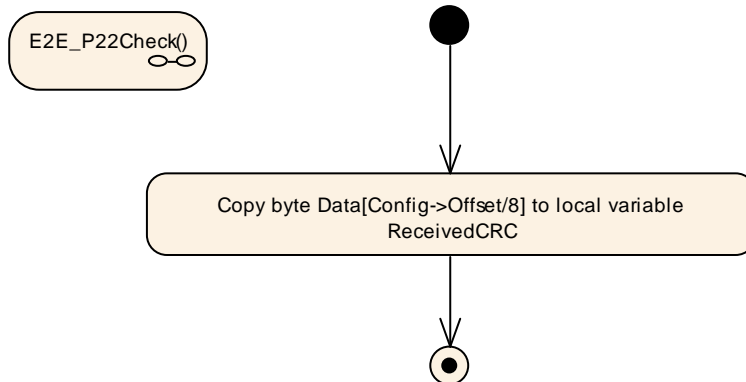 E2E_P22Check()
Copy byte Data[Config->Offset/8] to local variable
ReceivedCRC